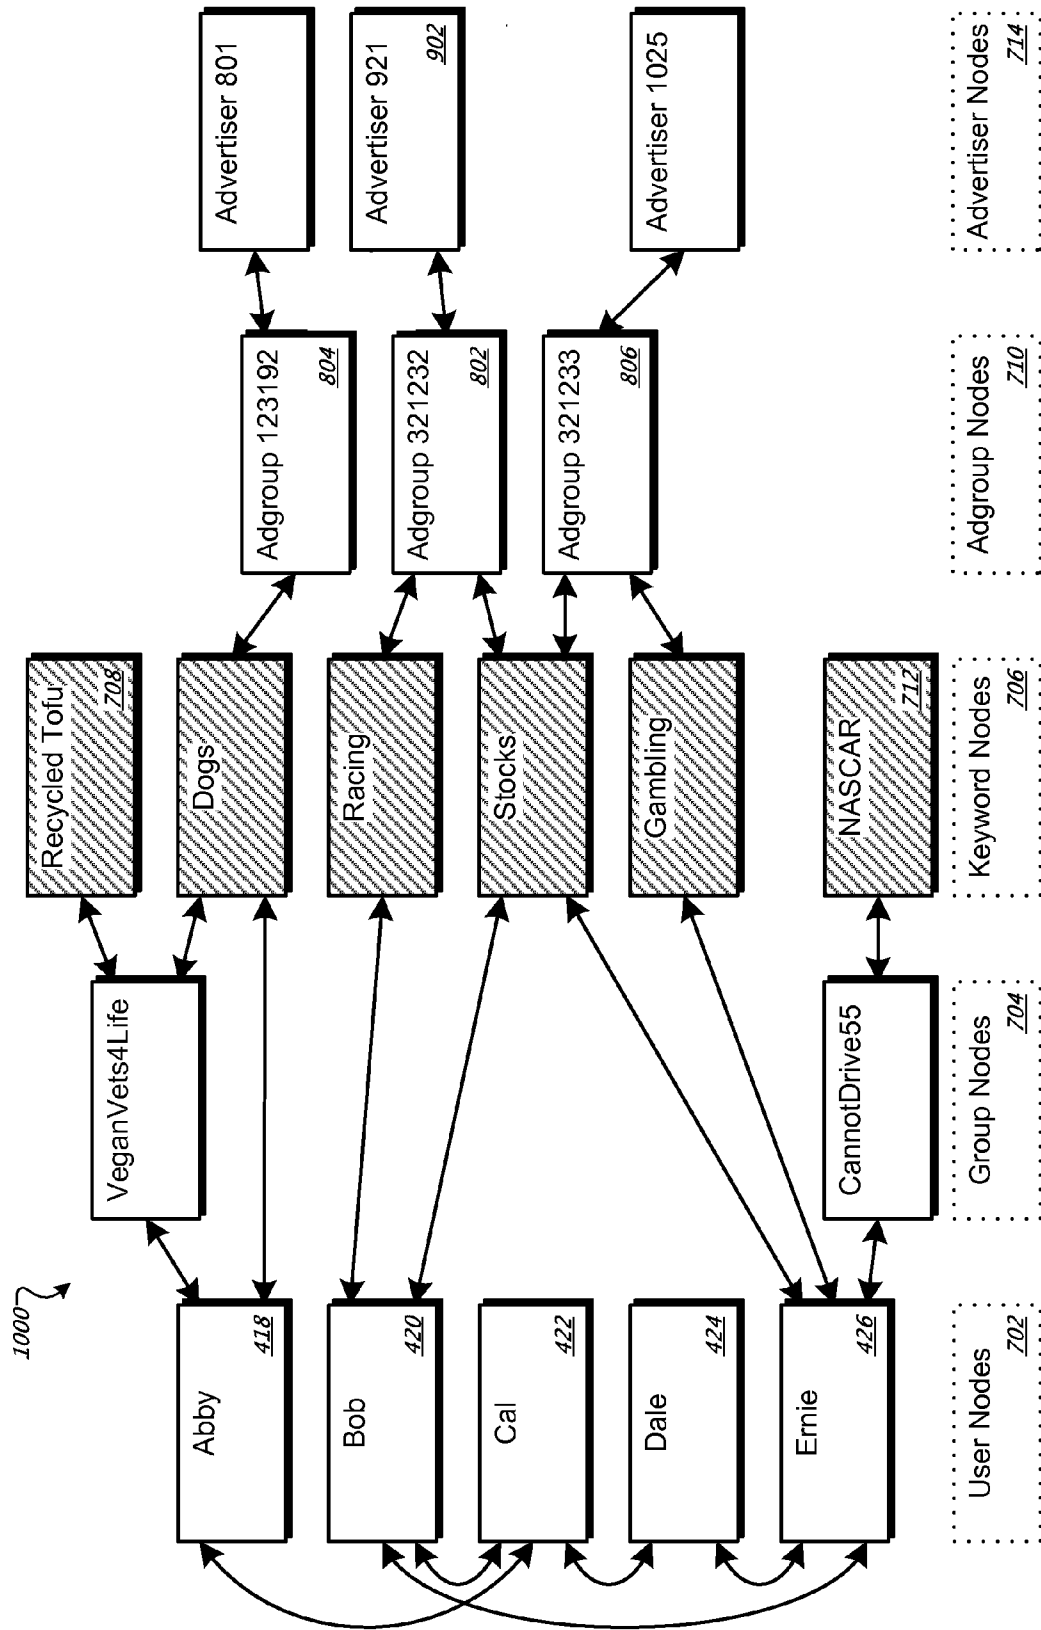 1000
Abby
418
Bob
420
Cal
422
Dale
424
Ernie
426
User Nodes
702
VeganVets4Life
CannotDrive55
Group Nodes
704
Recycled Tofu
708
Dogs
Racing
Stocks
Gambling
NASCAR
712
Keyword Nodes
706
Adgroup 123192
804
Adgroup 321232
802
Adgroup 321233
806
Adgroup Nodes
710
Advertiser 801
Advertiser 921
902
Advertiser 1025
Advertiser Nodes
714